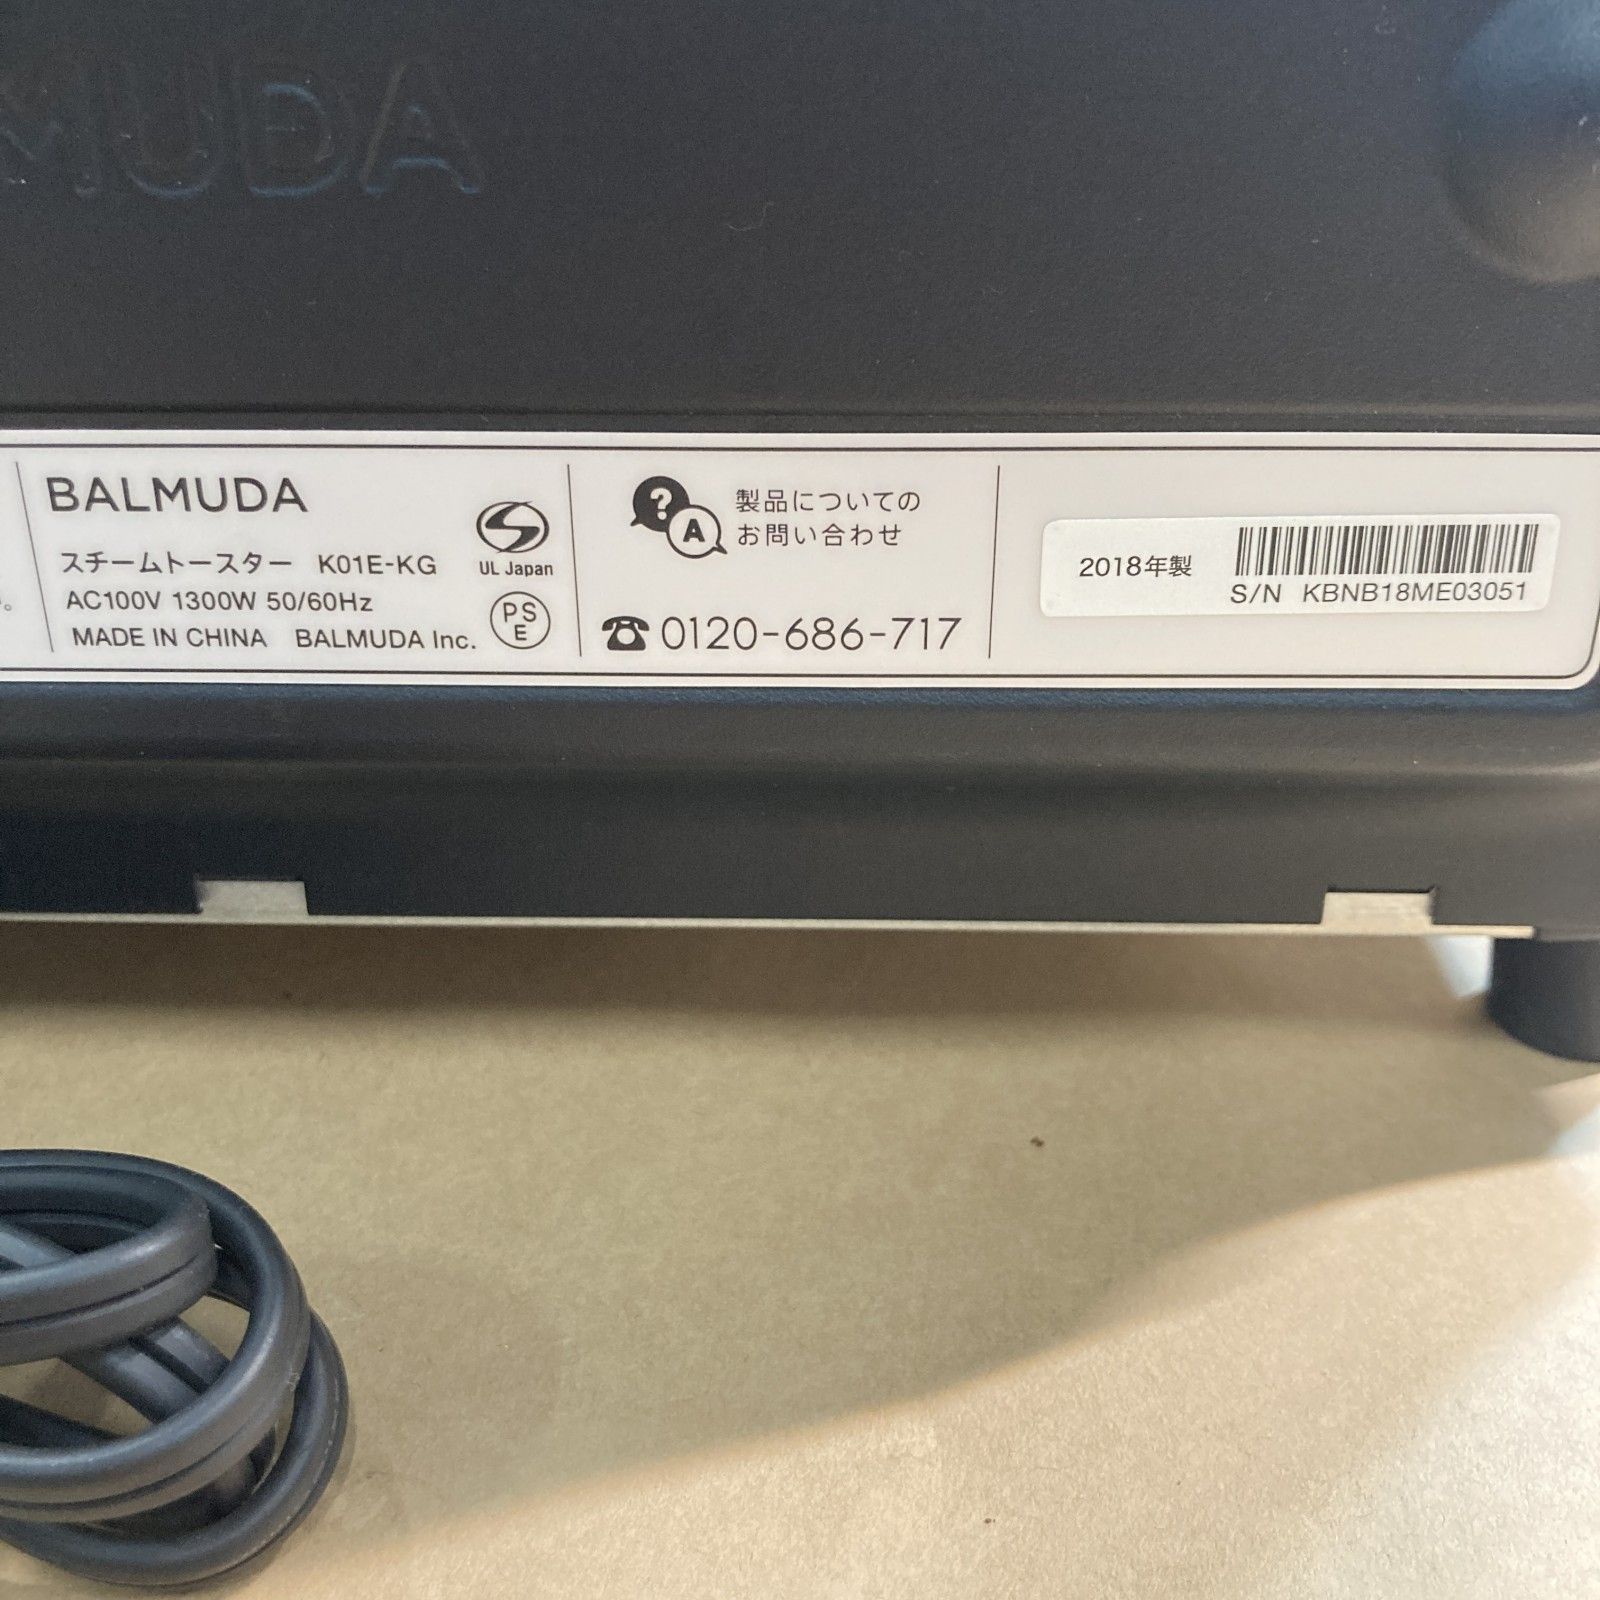 MUDA
BALMUDA
スチームトースター K01E-KG
AC100V 1300W 50/60Hz
MADE IN CHINA BALMUDA Inc.
S
UL Japan
PS
E
?
A
製品についての
お問い合わせ
0120-686-717
2018年製
S/N KBNB18ME03051
。